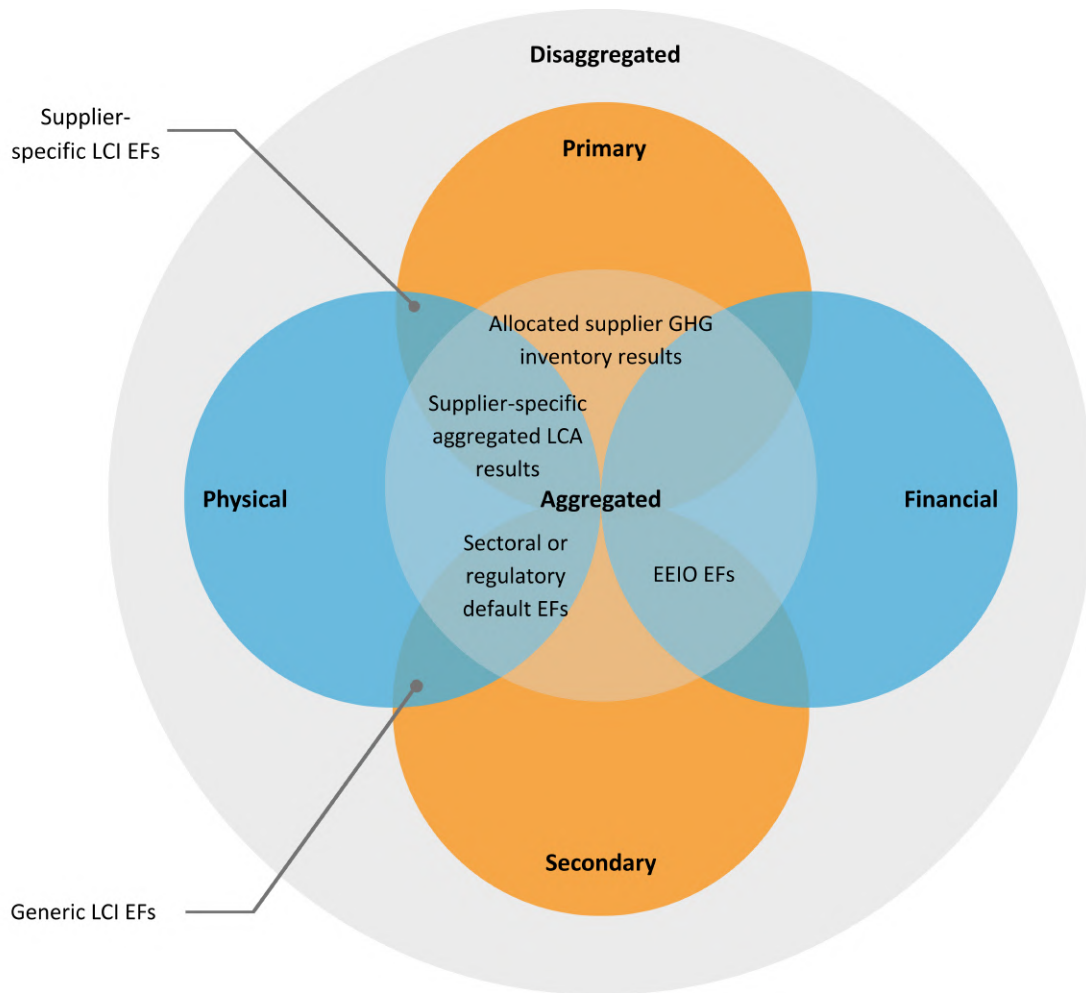 Disaggregated
Supplier-
specific LCI EFs
Primary
Allocated supplier GHG
inventory results
Supplier-specific
aggregated LCA
results
Physical
Aggregated
Financial
Sectoral or
regulatory
default EFs
EEIO EFs
Secondary
Generic LCI EFs